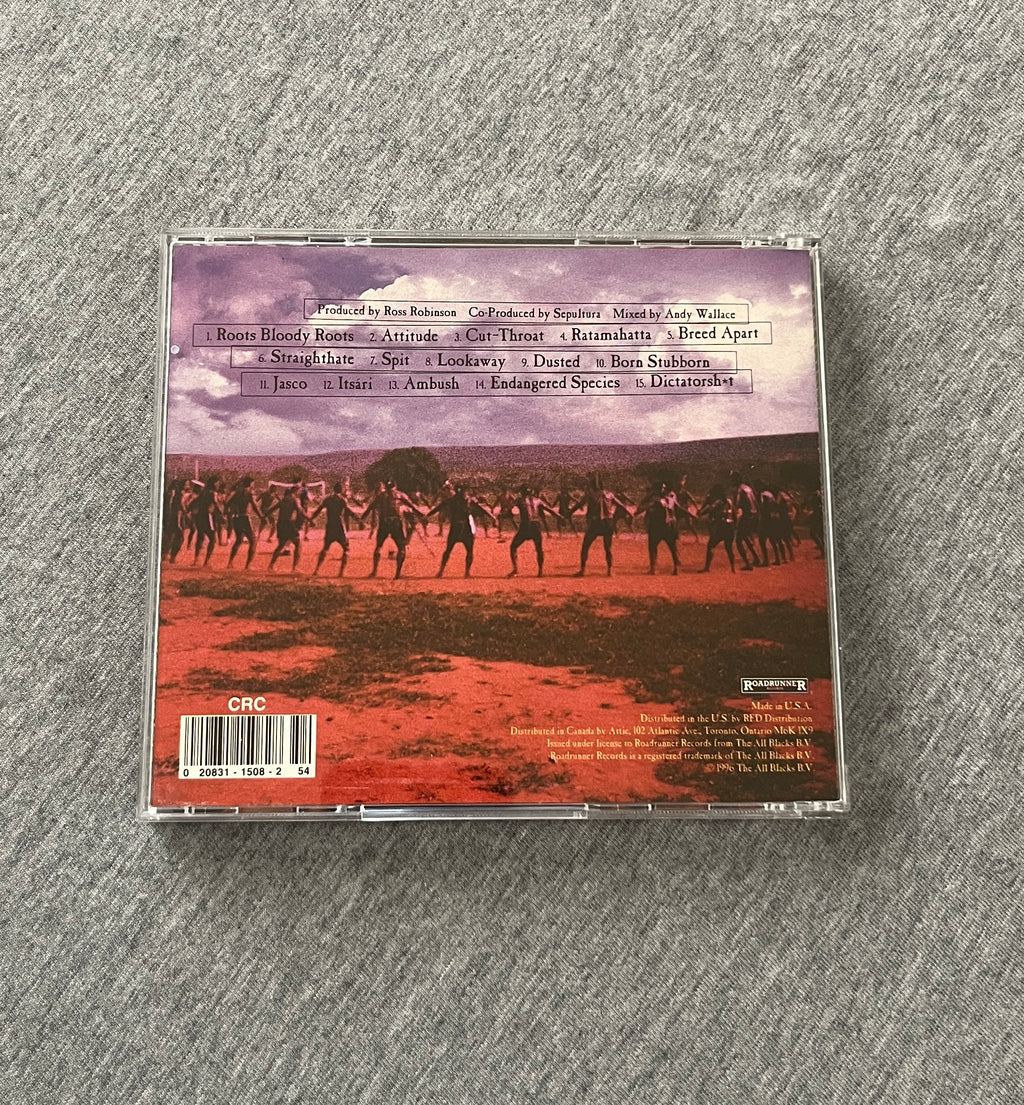 Produced by Ross Robinson Co-Produced by Sepultura Mixed by Andy Wallace
1. Roots Bloody Roots 2. Attitude 3. Cut-Throat 4. Ratamahatta 5. Breed Apart
6. Straighthate 7. Spit 8. Lookaway 9. Dusted 10. Born Stubborn
11. Jasco 12. Itsári 13. Ambush 14. Endangered Species 15. Dictatorsh*t
ROADRUNNER
RECORDS
Made in U.S.A.
Distributed in the U.S. by RED Distribution
Distributed in Canada by Attic, 102 Atlantic Ave., Toronto, Ontario M6K 1X9
Issued under license to Roadrunner Records from The All Blacks B.V.
Roadrunner Records is a registered trademark of The All Blacks B.V.
© 1996 The All Blacks B.V.
CRC
0 20831 - 1508 - 2 54